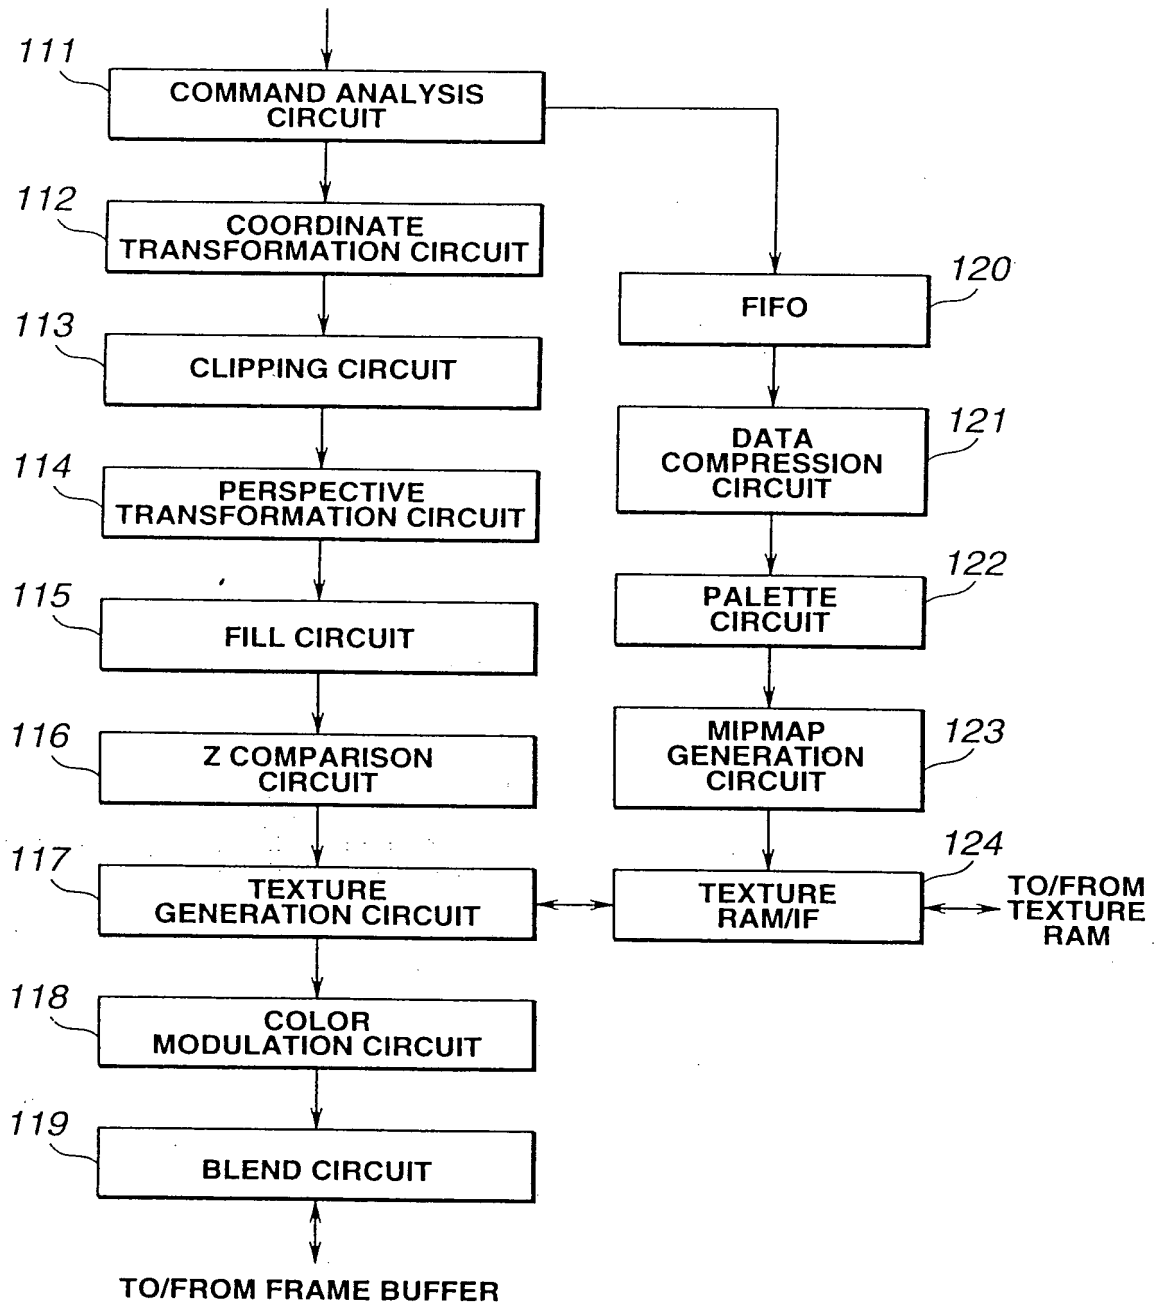 111
COMMAND ANALYSIS
CIRCUIT
112
COORDINATE
TRANSFORMATION CIRCUIT
113
CLIPPING CIRCUIT
114
PERSPECTIVE
TRANSFORMATION CIRCUIT
115
FILL CIRCUIT
116
Z COMPARISON
CIRCUIT
117
TEXTURE
GENERATION CIRCUIT
118
COLOR
MODULATION CIRCUIT
119
BLEND CIRCUIT
TO/FROM FRAME BUFFER
120
FIFO
121
DATA
COMPRESSION
CIRCUIT
122
PALETTE
CIRCUIT
123
MIPMAP
GENERATION
CIRCUIT
124
TEXTURE
RAM/IF
TO/FROM
TEXTURE
RAM